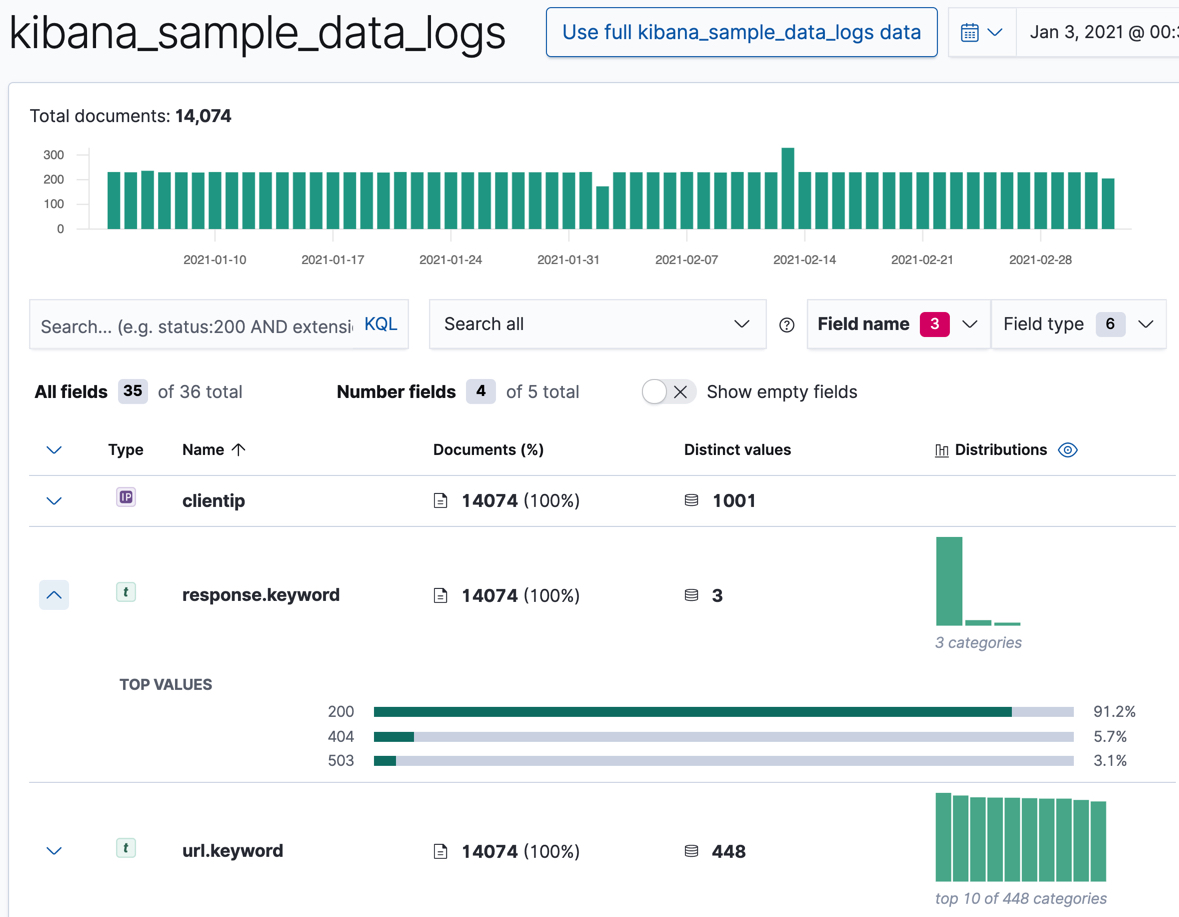 kibana_sample_data_logs Use full kibana_sample_data_logs data Jan 3, 2021 @ 00:
Total documents: 14,074
300
200
100
0
2021-01-10 2021-01-17 2021-01-24 2021-01-31 2021-02-07 2021-02-14 2021-02-21 2021-02-28
Search... (e.g. status:200 AND extensi KQL Search all Field name 3 Field type 6
All fields 35 of 36 total Number fields 4 of 5 total Show empty fields
Type Name Documents (%) Distinct values Distributions
IP clientip 14074 (100%) 1001
t response.keyword 14074 (100%) 3
3 categories
TOP VALUES
200 91.2%
404 5.7%
503 3.1%
t url.keyword 14074 (100%) 448
top 10 of 448 categories